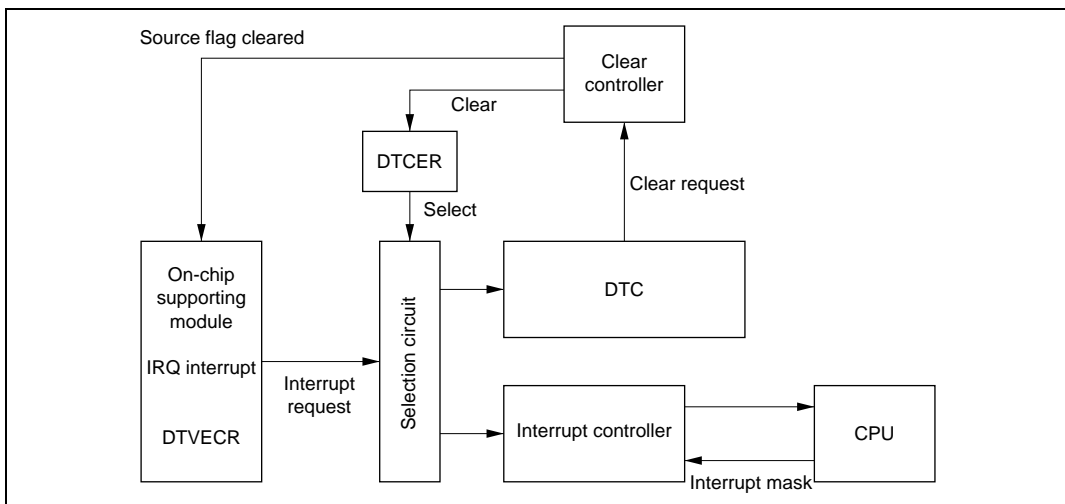 Source flag cleared
Clear
controller
Clear
DTCER
Clear request
Select
On-chip
supporting
module
IRQ interrupt
DTVECR
Interrupt
request
Selection circuit
DTC
Interrupt controller
CPU
Interrupt mask